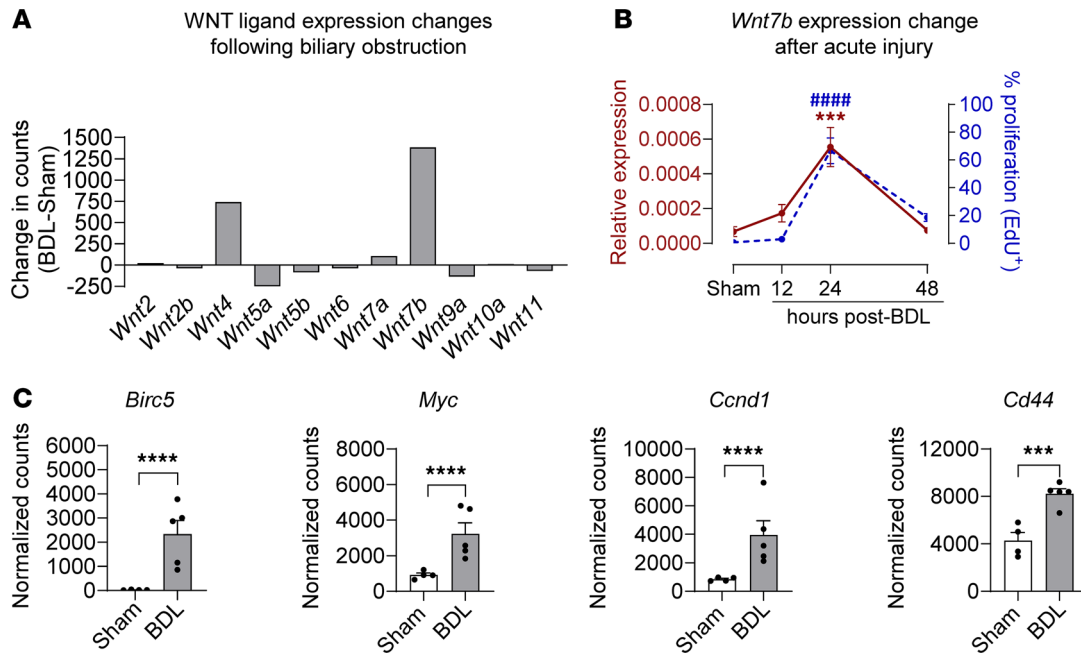 A
WNT ligand expression changes
following biliary obstruction
Change in counts
(BDL-Sham)
1500
1250
1000
750
500
250
0
-250
Wnt2
Wnt2b
Wnt4
Wnt5a
Wnt5b
Wnt6
Wnt7a
Wnt7b
Wnt9a
Wnt10a
Wnt11
B
Wnt7b expression change
after acute injury
Relative expression
0.0008
0.0006
0.0004
0.0002
0.0000
####
***
100
80
60
40
20
0
% proliferation (EdU+)
Sham
12
24
48
hours post-BDL
C
Birc5
Normalized counts
6000
5000
4000
3000
2000
1000
0
****
Sham
BDL
Myc
Normalized counts
8000
6000
4000
2000
0
****
Sham
BDL
Ccnd1
Normalized counts
10000
8000
6000
4000
2000
0
****
Sham
BDL
Cd44
Normalized counts
12000
8000
4000
0
***
Sham
BDL